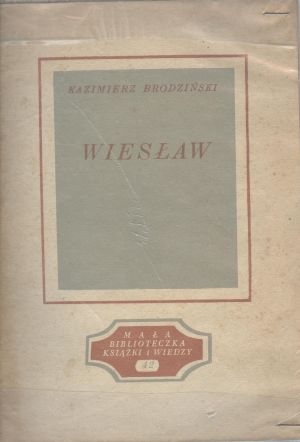 KAZIMIERZ BRODZIŃSKI
WIESŁAW
MAŁA
BIBLIOTECZKA
KSIĄŻKI i WIEDZY
42